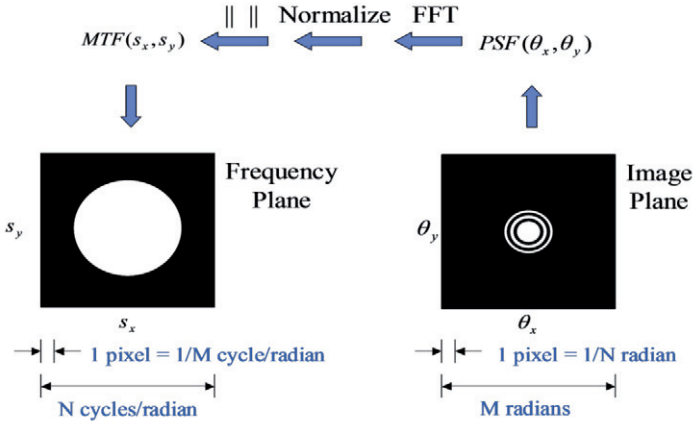 || || Normalize FFT
MTF(s_x,s_y) PSF(θ_x,θ_y)
Frequency
Plane
Image
Plane
s_y
θ_y
s_x
θ_x
1 pixel = 1/M cycle/radian
1 pixel = 1/N radian
N cycles/radian
M radians